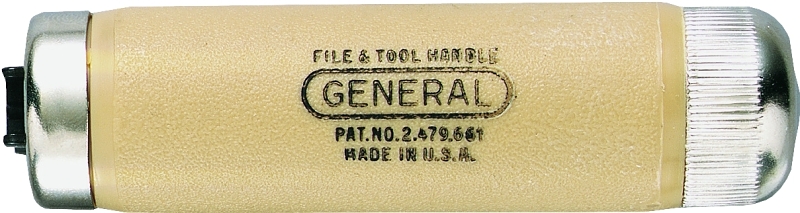 FILE & TOOL HANDLE
GENERAL
PAT.NO.2,479,661
MADE IN U.S.A.